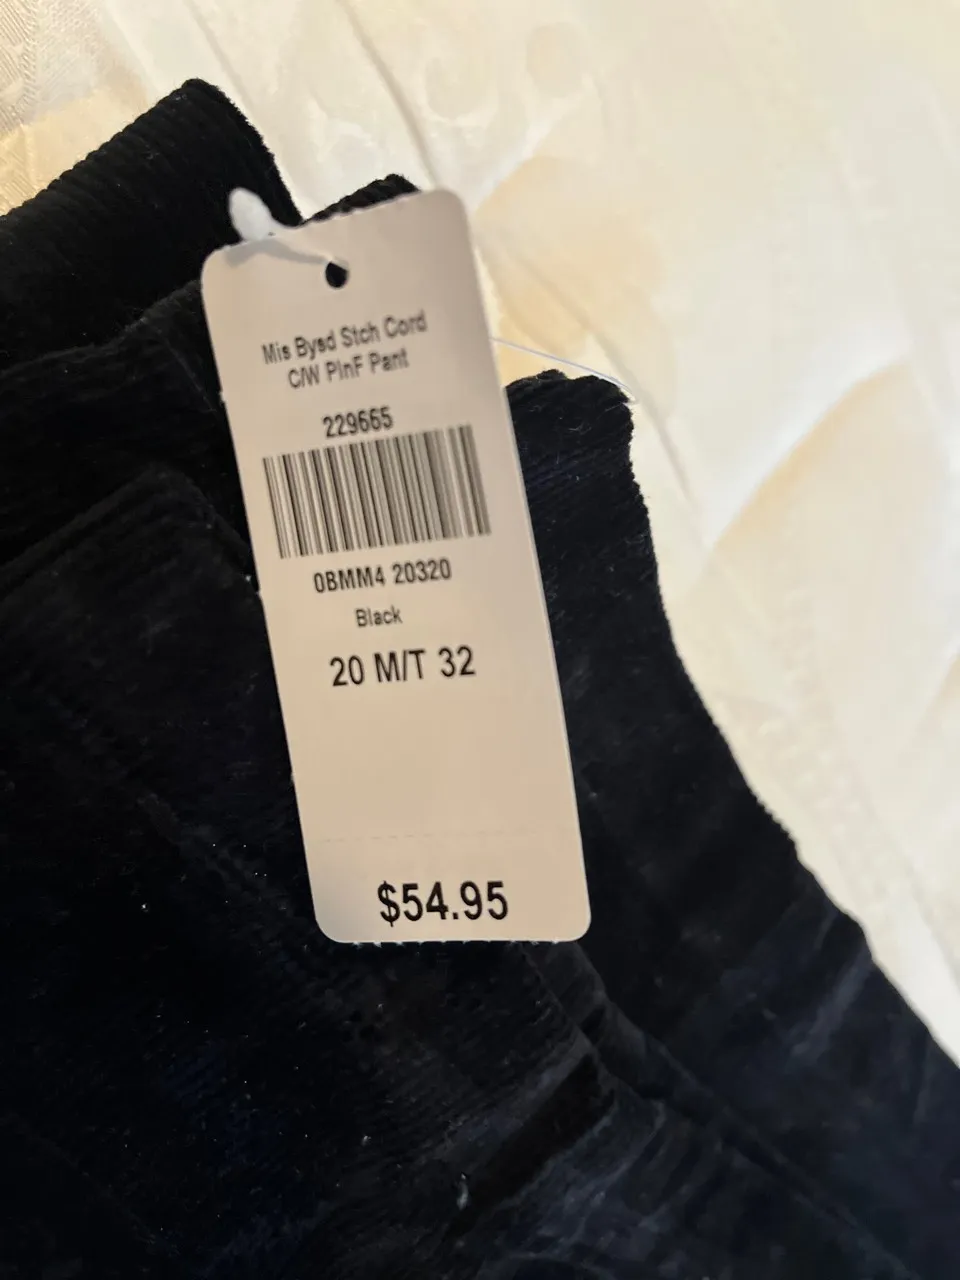 Mis Bysd Stch Cord
C/W PlnF Pant
229665
0BMM4 20320
Black
20 M/T 32
$54.95